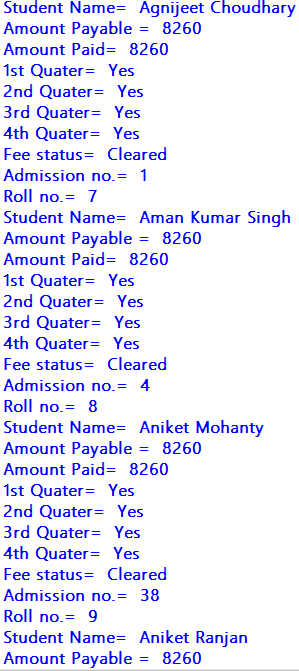 Student Name=  Agnijeet Choudhary
Amount Payable =  8260
Amount Paid=  8260
1st Quater=  Yes
2nd Quater=  Yes
3rd Quater=  Yes
4th Quater=  Yes
Fee status=  Cleared
Admission no.=  1
Roll no.=  7
Student Name=  Aman Kumar Singh
Amount Payable =  8260
Amount Paid=  8260
1st Quater=  Yes
2nd Quater=  Yes
3rd Quater=  Yes
4th Quater=  Yes
Fee status=  Cleared
Admission no.=  4
Roll no.=  8
Student Name=  Aniket Mohanty
Amount Payable =  8260
Amount Paid=  8260
1st Quater=  Yes
2nd Quater=  Yes
3rd Quater=  Yes
4th Quater=  Yes
Fee status=  Cleared
Admission no.=  38
Roll no.=  9
Student Name=  Aniket Ranjan
Amount Payable =  8260